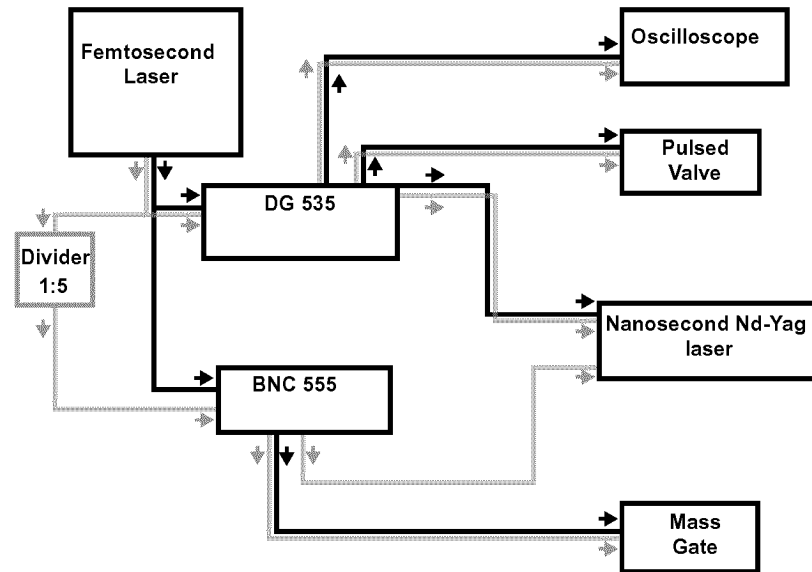 Femtosecond
Laser
Oscilloscope
Pulsed
Valve
DG 535
Divider
1:5
Nanosecond Nd-Yag
laser
BNC 555
Mass
Gate